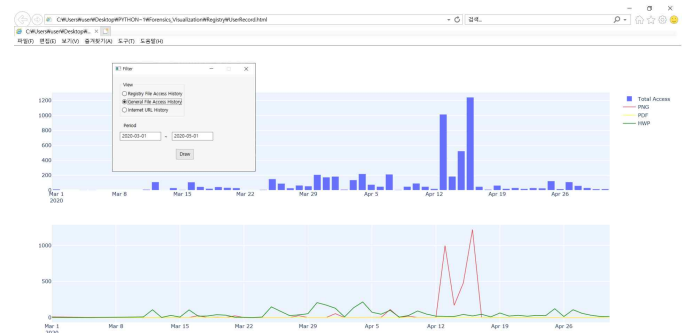 C:￦Users￦user￦Desktop￦PYTHON~1￦Forensics_Visualization￦Registry￦UserRecord.html
검색...
C:￦Users￦user￦Desktop￦... ×
파일(F) 편집(E) 보기(V) 즐겨찾기(A) 도구(T) 도움말(H)
Filter
View
Registry File Access History
General File Access History
Internet URL History
Period
2020-03-01 - 2020-05-01
Draw
Total Access
PNG
PDF
HWP
1200
1000
800
600
400
200
0
Mar 1 Mar 8 Mar 15 Mar 22 Mar 29 Apr 5 Apr 12 Apr 19 Apr 26
2020
1000
500
0
Mar 1 Mar 8 Mar 15 Mar 22 Mar 29 Apr 5 Apr 12 Apr 19 Apr 26
2020